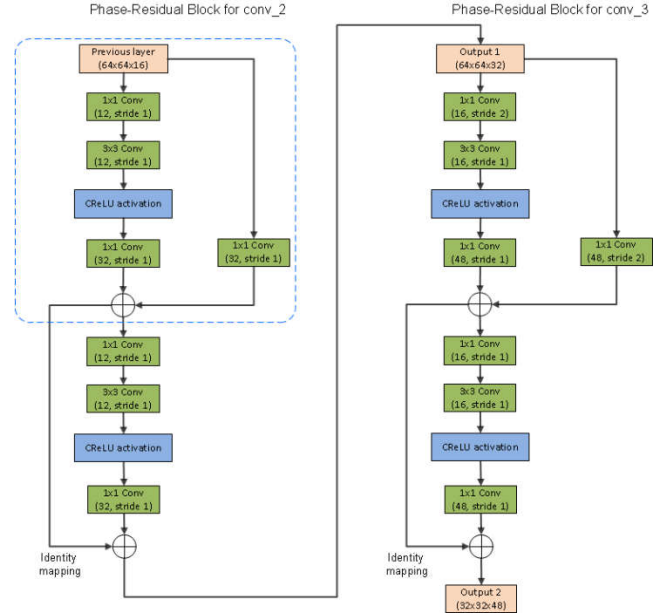 Phase-Residual Block for conv_2
Previous layer
(64x64x16)
1x1 Conv
(12, stride 1)
3x3 Conv
(12, stride 1)
CReLU activation
1x1 Conv
(32, stride 1)
1x1 Conv
(32, stride 1)
1x1 Conv
(12, stride 1)
3x3 Conv
(12, stride 1)
CReLU activation
1x1 Conv
(32, stride 1)
Identity
mapping
Phase-Residual Block for conv_3
Output 1
(64x64x32)
1x1 Conv
(16, stride 2)
3x3 Conv
(16, stride 1)
CReLU activation
1x1 Conv
(48, stride 1)
1x1 Conv
(48, stride 2)
1x1 Conv
(16, stride 1)
3x3 Conv
(16, stride 1)
CReLU activation
1x1 Conv
(48, stride 1)
Identity
mapping
Output 2
(32x32x48)